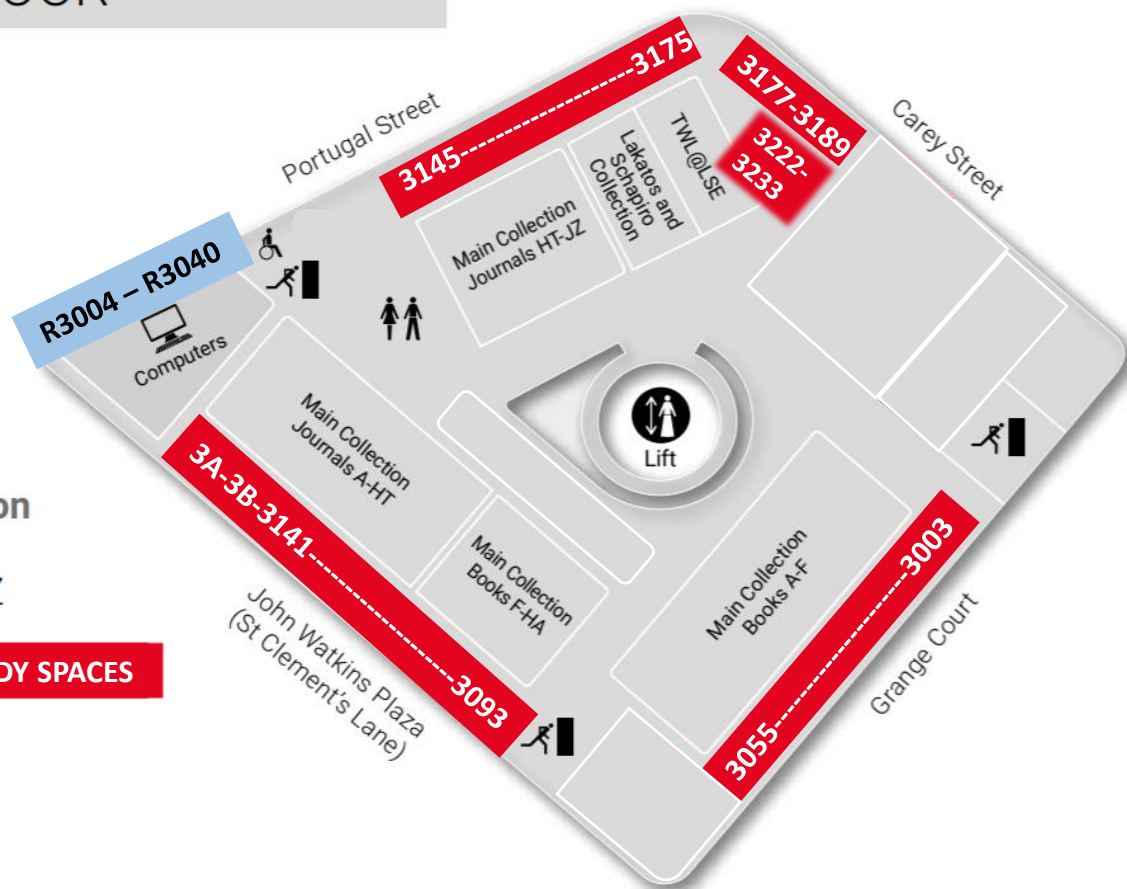 Portugal Street
3145--------------------3175
3177-3189
Carey Street
3222-
3233
TWL@LSE
Lakatos and
Schapiro
Collection
Main Collection
Journals HT-JZ
R3004 – R3040
Computers
Main Collection
Journals A-HT
Lift
3A-3B-3141--------------------3093
Main Collection
Books F-HA
Main Collection
Books A-F
3055--------------------3003
Grange Court
John Watkins Plaza
(St Clement's Lane)
DY SPACES